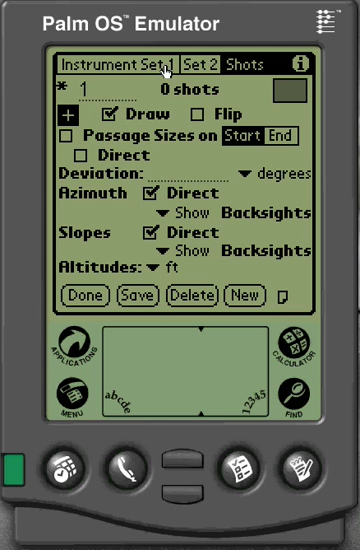 Palm OS™ Emulator
Instrument Set 1 Set 2 Shots i
* 1 0 shots
+ Draw Flip
Passage Sizes on Start End
Direct
Deviation: degrees
Azimuth Direct
Show Backsights
Slopes Direct
Show Backsights
Altitudes: ft
Done Save Delete New
APPLICATIONS CALCULATOR
MENU abcde 12345 FIND